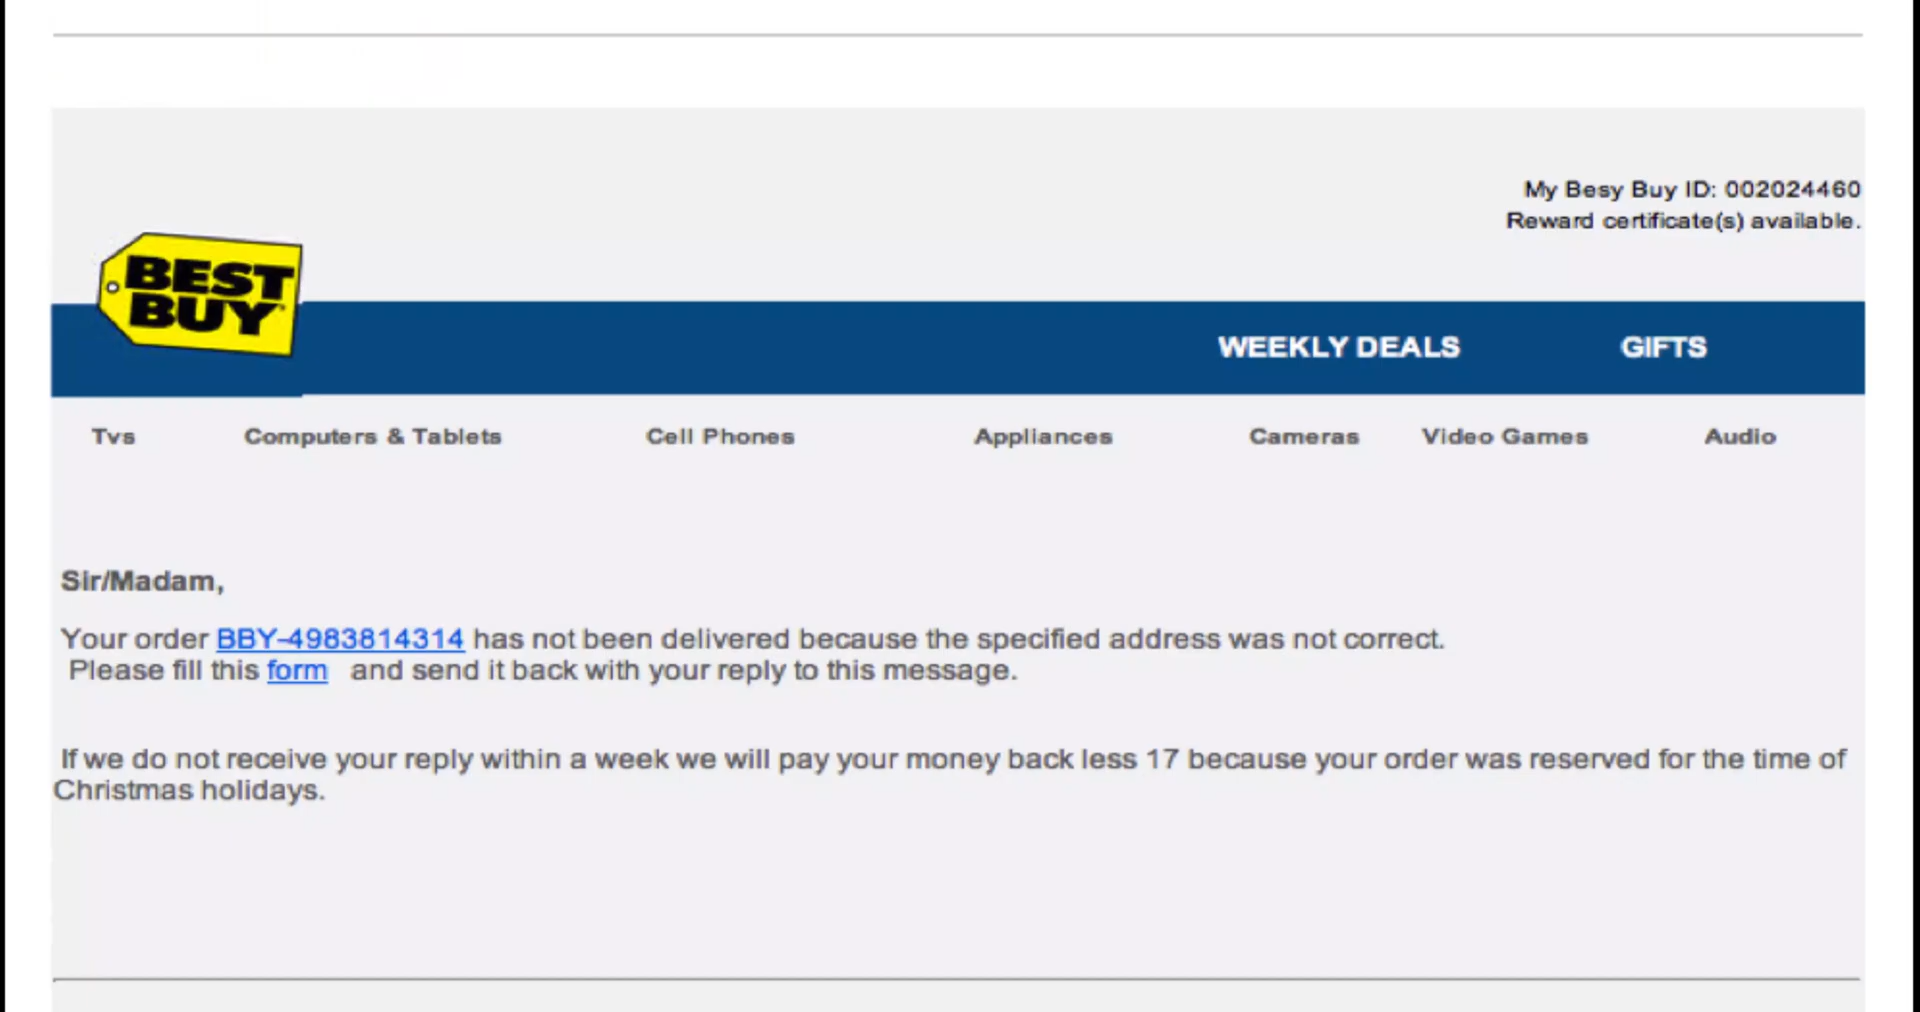 My Besy Buy ID: 002024460
Reward certificate(s) available.
BEST
BUY
WEEKLY DEALS GIFTS
Tvs Computers & Tablets Cell Phones Appliances Cameras Video Games Audio
Sir/Madam,
Your order BBY-4983814314 has not been delivered because the specified address was not correct.
Please fill this form and send it back with your reply to this message.
If we do not receive your reply within a week we will pay your money back less 17 because your order was reserved for the time of
Christmas holidays.